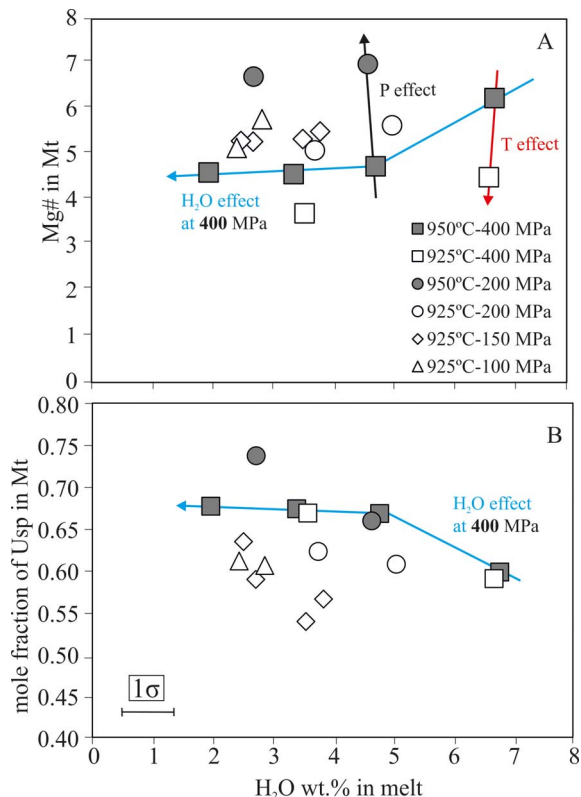 8
7
6
5
4
3
2
1
0
Mg# in Mt
A
P effect
T effect
H₂O effect
at 400 MPa
950ºC-400 MPa
925ºC-400 MPa
950ºC-200 MPa
925ºC-200 MPa
925ºC-150 MPa
925ºC-100 MPa
0.80
0.75
0.70
0.65
0.60
0.55
0.50
0.45
0.40
mole fraction of Usp in Mt
B
H₂O effect
at 400 MPa
1σ
0 1 2 3 4 5 6 7 8
H₂O wt.% in melt